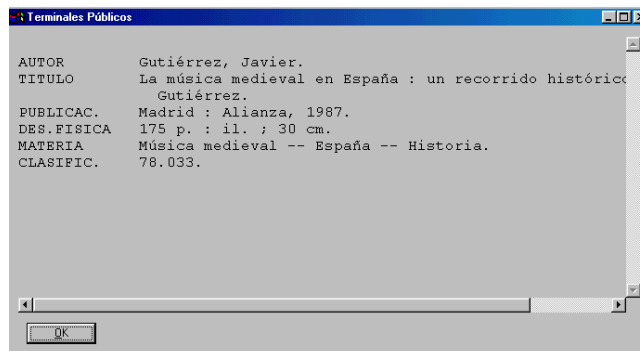 Terminales Públicos
AUTOR Gutiérrez, Javier.
TITULO La música medieval en España : un recorrido histórico
Gutiérrez.
PUBLICAC. Madrid : Alianza, 1987.
DES.FISICA 175 p. : il. ; 30 cm.
MATERIA Música medieval -- España -- Historia.
CLASIFIC. 78.033.
OK